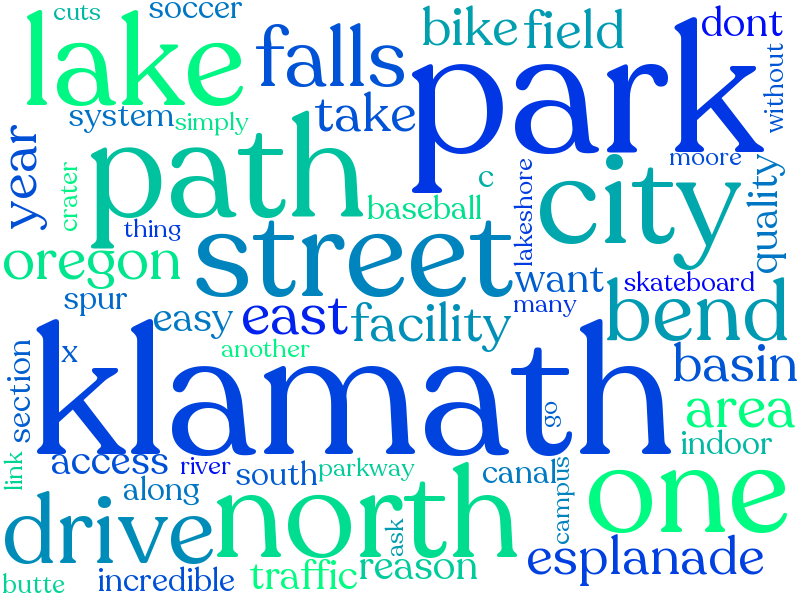 cuts
soccer
lake
falls
bike
field
park
dont
system
simply
take
without
year
path
crater
thing
baseball
c
lakeshore
city
moore
quality
oregon
street
want
skateboard
spur
easy
east
facility
many
bend
another
x
section
klamath
basin
area
go
indoor
link
access
river
south
parkway
canal
campus
along
drive
north
ask
one
esplanade
butte
incredible
traffic
reason